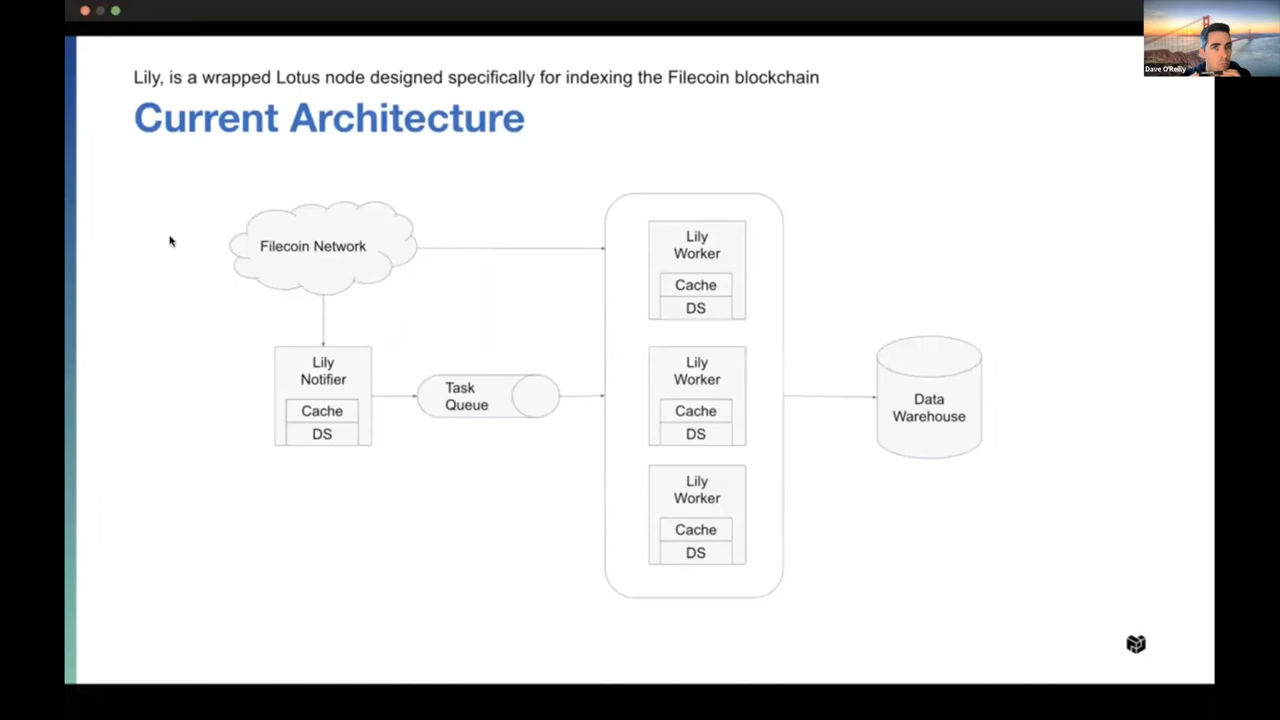 Dave O'Reilly
Lily, is a wrapped Lotus node designed specifically for indexing the Filecoin blockchain
Current Architecture
Filecoin Network
Lily
Notifier
Cache
DS
Task
Queue
Lily
Worker
Cache
DS
Lily
Worker
Cache
DS
Lily
Worker
Cache
DS
Data
Warehouse